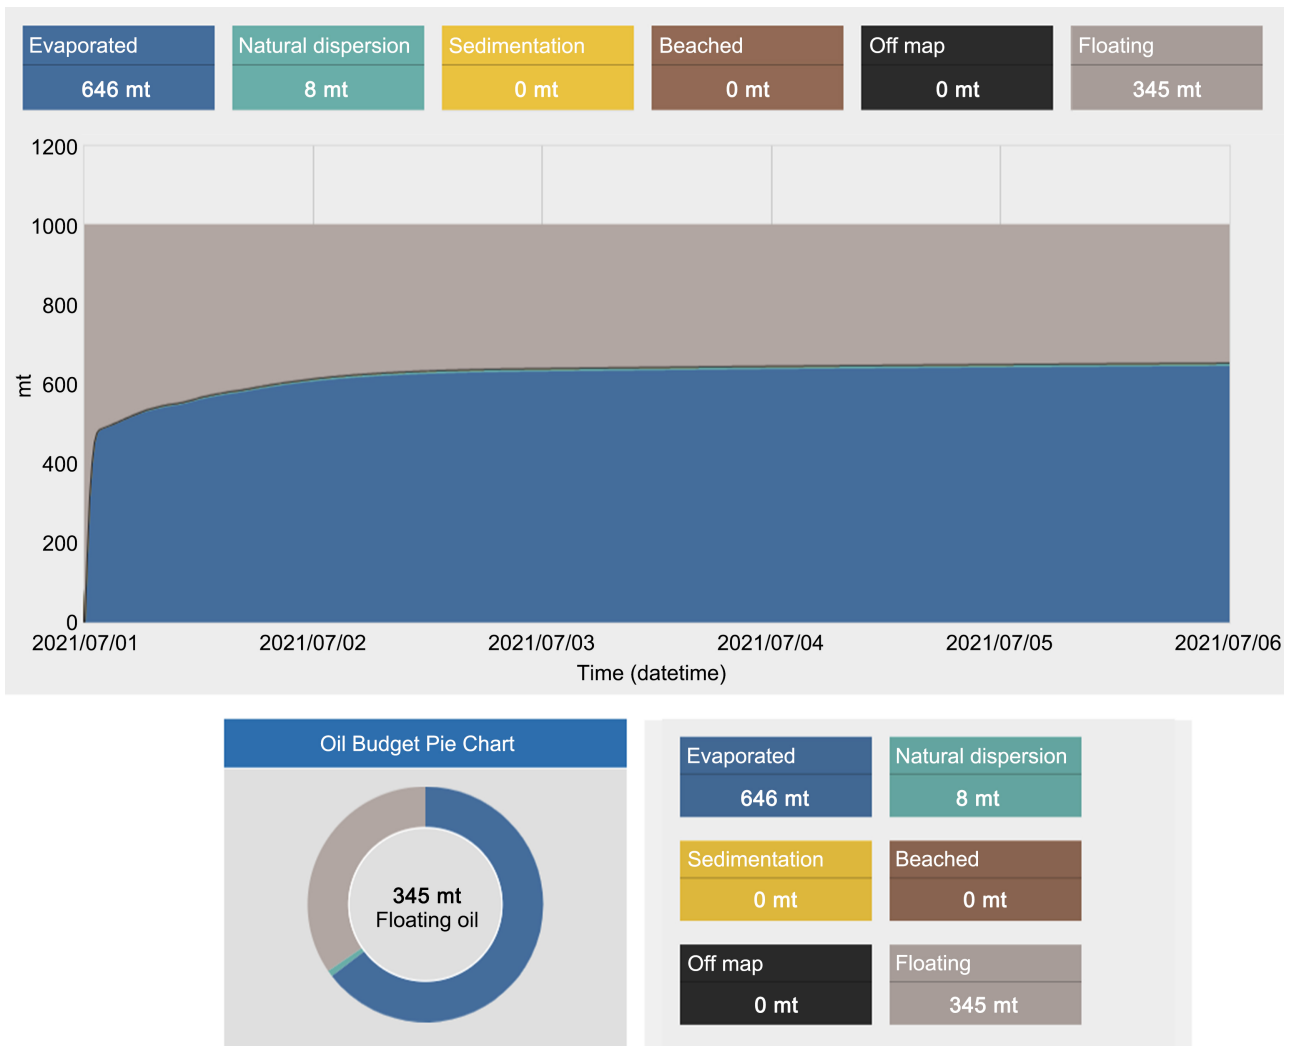 Evaporated Natural dispersion Sedimentation Beached Off map Floating
646 mt 8 mt 0 mt 0 mt 0 mt 345 mt
1200
1000
800
600
400
200
0
mt
2021/07/01 2021/07/02 2021/07/03 2021/07/04 2021/07/05 2021/07/06
Time (datetime)
Oil Budget Pie Chart
345 mt
Floating oil
Evaporated Natural dispersion
646 mt 8 mt
Sedimentation Beached
0 mt 0 mt
Off map Floating
0 mt 345 mt